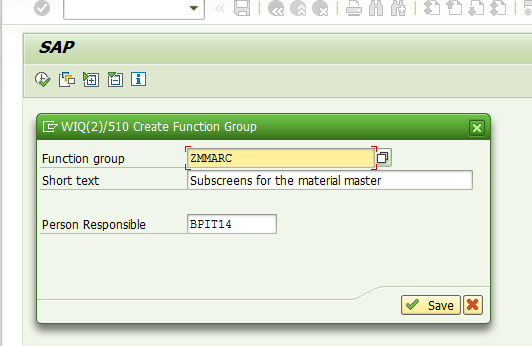 SAP
WIQ(2)/510 Create Function Group
Function group ZMMARC
Short text Subscreens for the material master
Person Responsible BPIT14
Save